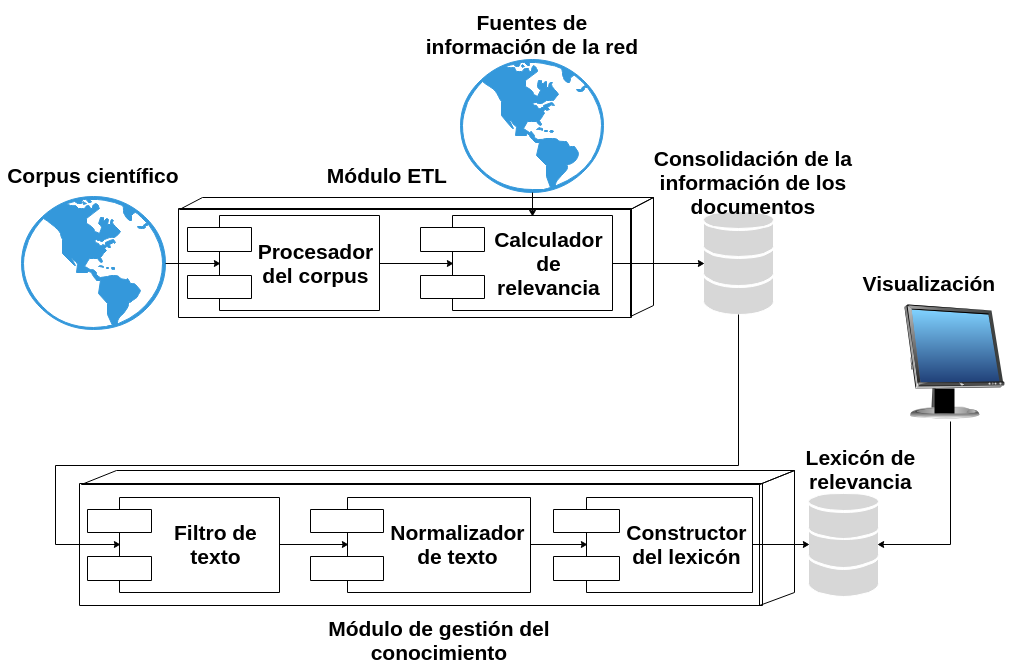 Fuentes de
información de la red
Corpus científico
Módulo ETL
Consolidación de la
información de los
documentos
Procesador
del corpus
Calculador
de
relevancia
Visualización
Lexicón de
relevancia
Filtro de
texto
Normalizador
de texto
Constructor
del lexicón
Módulo de gestión del
conocimiento